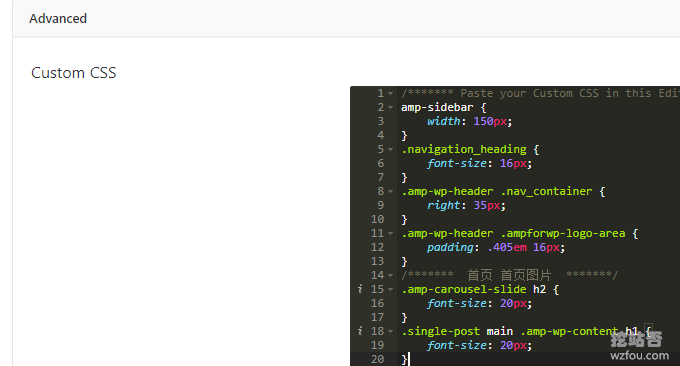 Advanced
Custom CSS
1 /******* Paste your Custom CSS in this Edi
2 amp-sidebar {
3 width: 150px;
4 }
5 .navigation_heading {
6 font-size: 16px;
7 }
8 .amp-wp-header .nav_container {
9 right: 35px;
10 }
11 .amp-wp-header .ampforwp-logo-area {
12 padding: .405em 16px;
13 }
14 /******* 首页 首页图片 *******/
i 15 .amp-carousel-slide h2 {
16 font-size: 20px;
17 }
i 18 .single-post main .amp-wp-content h1 {
19 font-size: 20px;
20 }
挖站否
wzfou.com